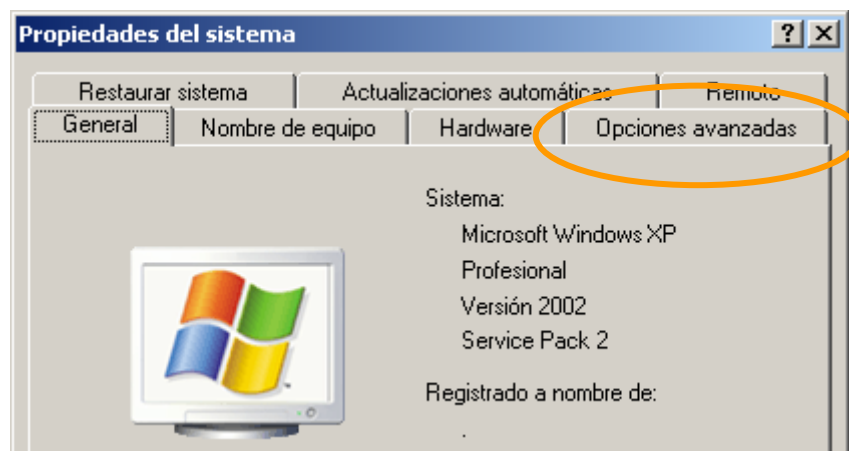 Propiedades del sistema
Restaurar sistema Actualizaciones automáticas Remoto
General Nombre de equipo Hardware Opciones avanzadas
Sistema:
Microsoft Windows XP
Profesional
Versión 2002
Service Pack 2
Registrado a nombre de:
.